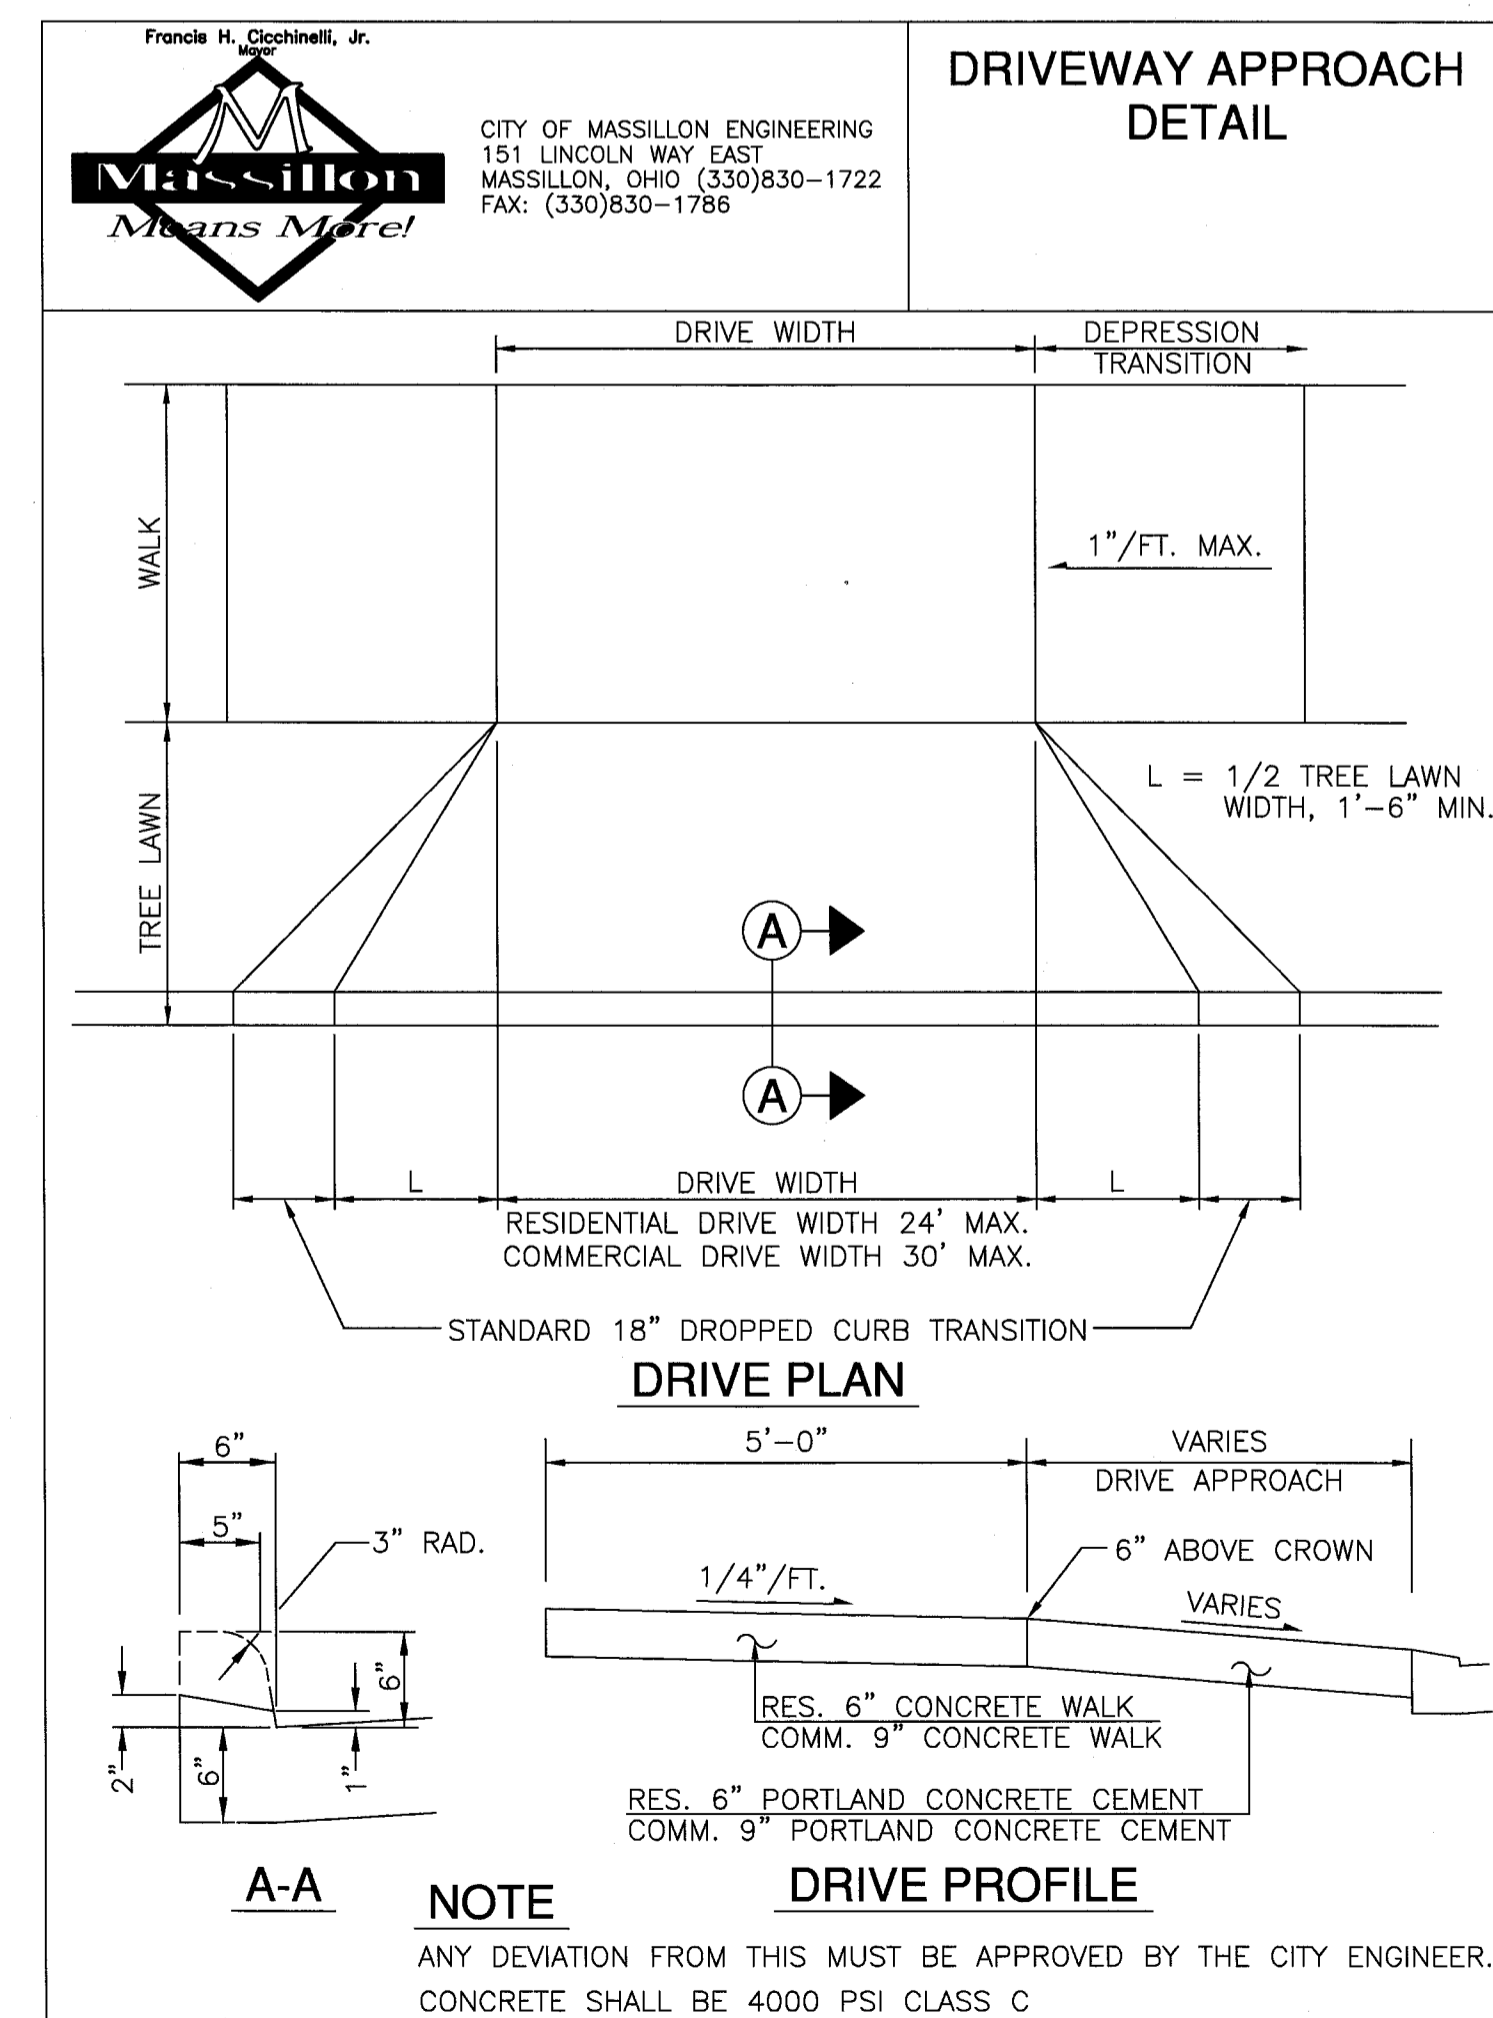 Francis H. Cicchinelli, Jr.
Mayor
M
Massillon
Means More!
CITY OF MASSILLON ENGINEERING
151 LINCOLN WAY EAST
MASSILLON, OHIO (330)830-1722
FAX: (330)830-1786
DRIVEWAY APPROACH
DETAIL
DRIVE WIDTH
DEPRESSION
TRANSITION
WALK
1"/FT. MAX.
TREE LAWN
L = 1/2 TREE LAWN
WIDTH, 1'-6" MIN.
A
A
L
DRIVE WIDTH
L
RESIDENTIAL DRIVE WIDTH 24' MAX.
COMMERCIAL DRIVE WIDTH 30' MAX.
STANDARD 18" DROPPED CURB TRANSITION
DRIVE PLAN
6"
5"
3" RAD.
6"
2"
6"
1"
A-A
5'-0"
VARIES
DRIVE APPROACH
6" ABOVE CROWN
1/4"/FT.
VARIES
RES. 6" CONCRETE WALK
COMM. 9" CONCRETE WALK
RES. 6" PORTLAND CONCRETE CEMENT
COMM. 9" PORTLAND CONCRETE CEMENT
DRIVE PROFILE
NOTE
ANY DEVIATION FROM THIS MUST BE APPROVED BY THE CITY ENGINEER.
CONCRETE SHALL BE 4000 PSI CLASS C